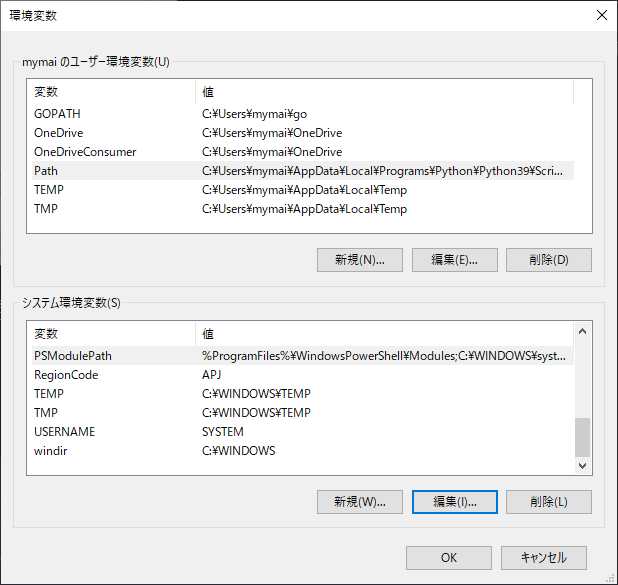 環境変数
mymai のユーザー環境変数(U)
変数 値
GOPATH C:¥Users¥mymai¥go
OneDrive C:¥Users¥mymai¥OneDrive
OneDriveConsumer C:¥Users¥mymai¥OneDrive
Path C:¥Users¥mymai¥AppData¥Local¥Programs¥Python¥Python39¥Scri...
TEMP C:¥Users¥mymai¥AppData¥Local¥Temp
TMP C:¥Users¥mymai¥AppData¥Local¥Temp
新規(N)... 編集(E)... 削除(D)
システム環境変数(S)
変数 値
PSModulePath %ProgramFiles%¥WindowsPowerShell¥Modules;C:¥WINDOWS¥syst...
RegionCode APJ
TEMP C:¥WINDOWS¥TEMP
TMP C:¥WINDOWS¥TEMP
USERNAME SYSTEM
windir C:¥WINDOWS
新規(W)... 編集(I)... 削除(L)
OK キャンセル